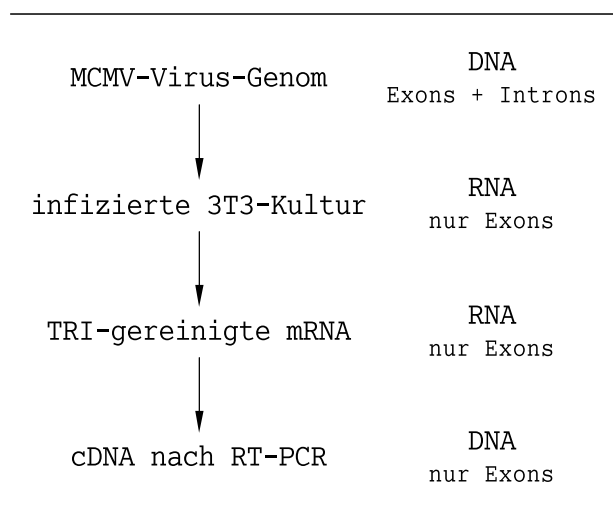 MCMV-Virus-Genom
DNA
Exons + Introns
infizierte 3T3-Kultur
RNA
nur Exons
TRI-gereinigte mRNA
RNA
nur Exons
cDNA nach RT-PCR
DNA
nur Exons